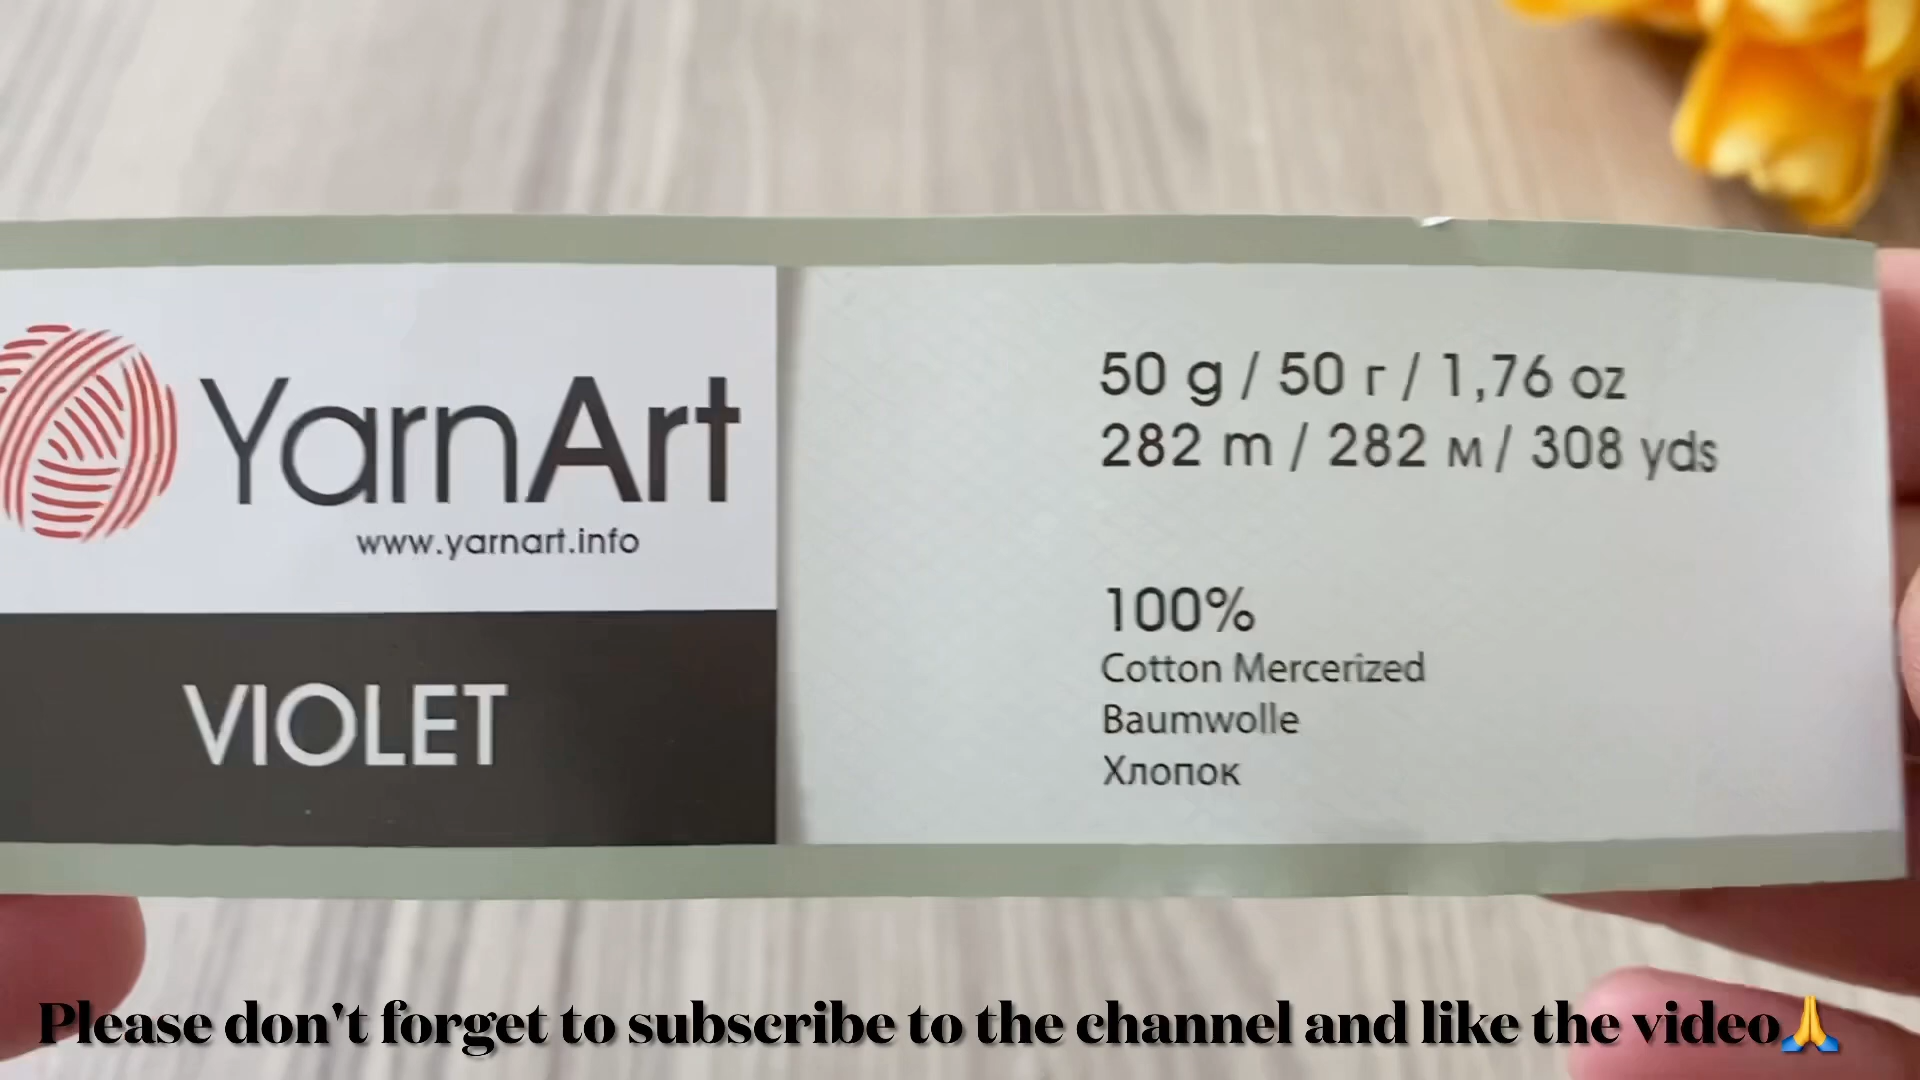 YarnArt
www.yarnart.info
VIOLET
50 g / 50 г / 1,76 oz
282 m / 282 м / 308 yds
100%
Cotton Mercerized
Baumwolle
Хлопок
Please don't forget to subscribe to the channel and like the video🙏